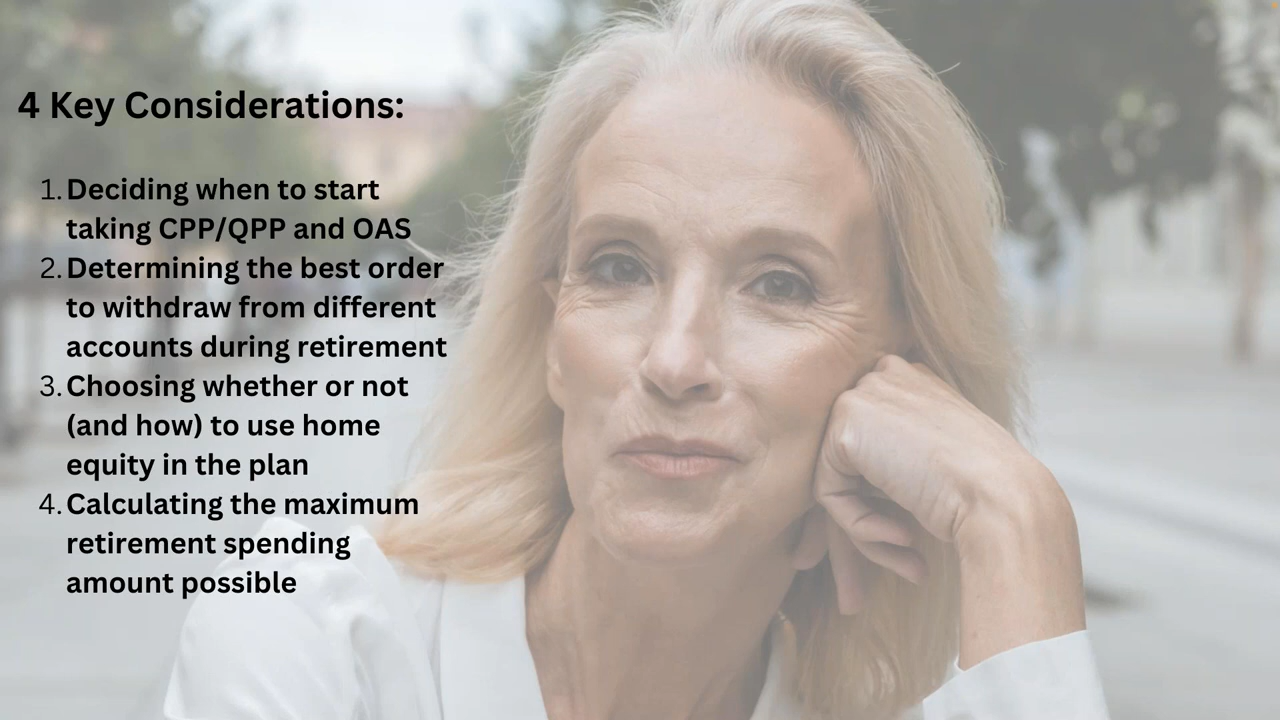 4 Key Considerations:
1. Deciding when to start
taking CPP/QPP and OAS
2. Determining the best order
to withdraw from different
accounts during retirement
3. Choosing whether or not
(and how) to use home
equity in the plan
4. Calculating the maximum
retirement spending
amount possible